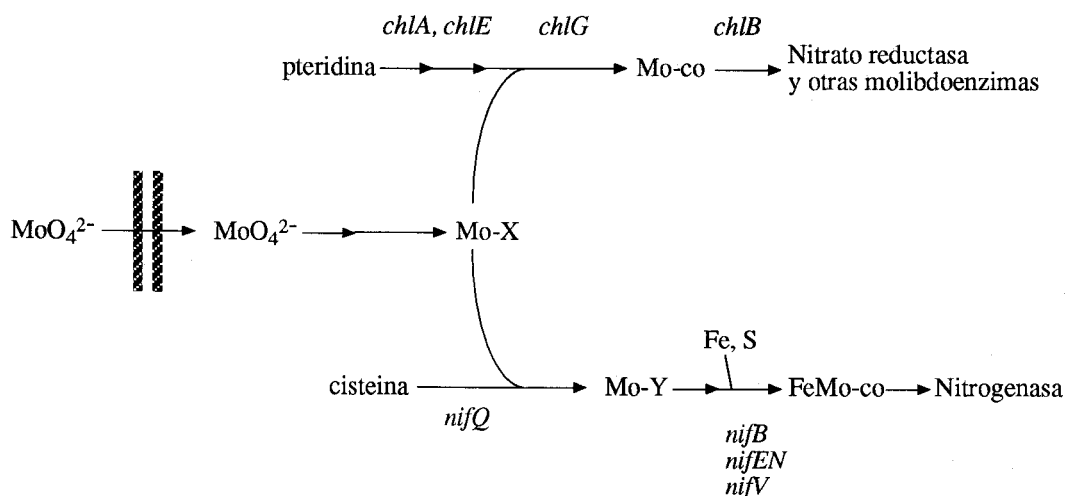 chlA, chlE chlG chlB
pteridina Mo-co Nitrato reductasa
y otras molibdoenzimas
MoO₄²⁻ MoO₄²⁻ Mo-X
Fe, S
cisteina Mo-Y FeMo-co Nitrogenasa
nifQ
nifB
nifEN
nifV